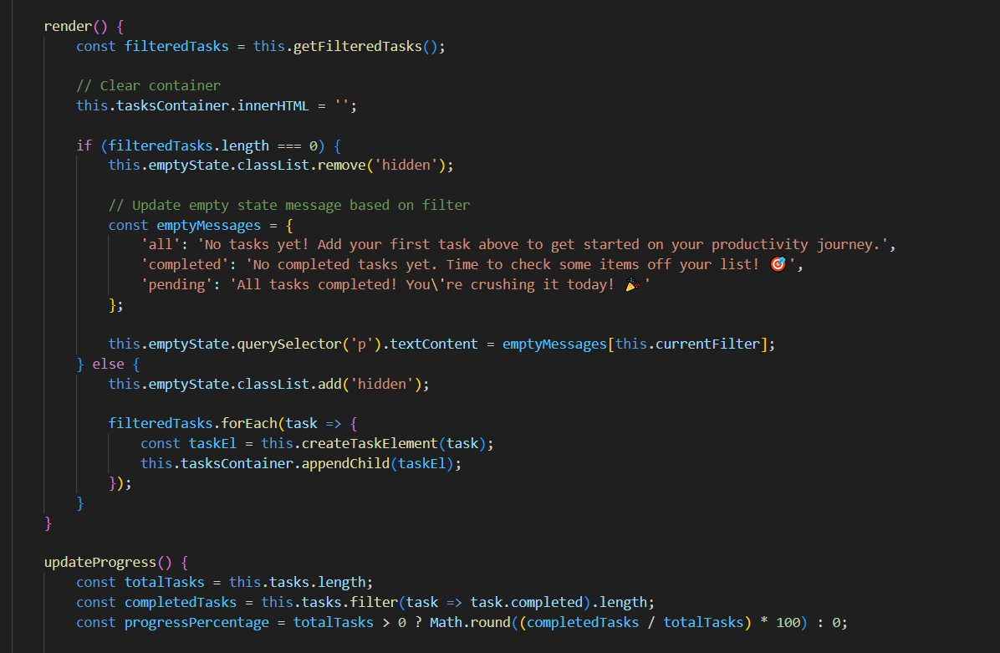 render() {
    const filteredTasks = this.getFilteredTasks();
    // Clear container
    this.tasksContainer.innerHTML = '';
    if (filteredTasks.length === 0) {
        this.emptyState.classList.remove('hidden');
        // Update empty state message based on filter
        const emptyMessages = {
            'all': 'No tasks yet! Add your first task above to get started on your productivity journey.',
            'completed': 'No completed tasks yet. Time to check some items off your list! 🎯',
            'pending': 'All tasks completed! You\'re crushing it today! 🎉'
        };
        this.emptyState.querySelector('p').textContent = emptyMessages[this.currentFilter];
    } else {
        this.emptyState.classList.add('hidden');
        filteredTasks.forEach(task => {
            const taskEl = this.createTaskElement(task);
            this.tasksContainer.appendChild(taskEl);
        });
    }
}
updateProgress() {
    const totalTasks = this.tasks.length;
    const completedTasks = this.tasks.filter(task => task.completed).length;
    const progressPercentage = totalTasks > 0 ? Math.round((completedTasks / totalTasks) * 100) : 0;